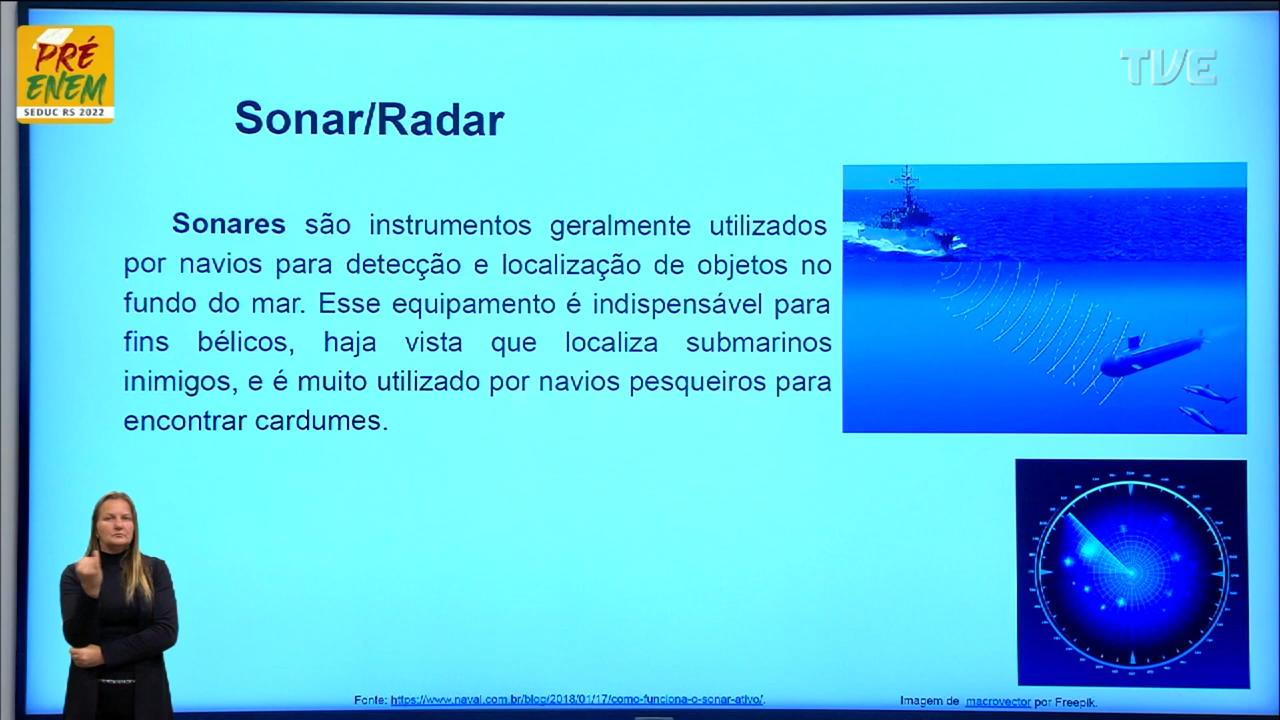 PRÉ
ENEM
SEDUC RS 2022
TVE
Sonar/Radar
Sonares são instrumentos geralmente utilizados
por navios para detecção e localização de objetos no
fundo do mar. Esse equipamento é indispensável para
fins bélicos, haja vista que localiza submarinos
inimigos, e é muito utilizado por navios pesqueiros para
encontrar cardumes.
Fonte: https://www.naval.com.br/blog/2018/01/17/como-funciona-o-sonar-ativo/.
Imagem de macrovector por Freepik.